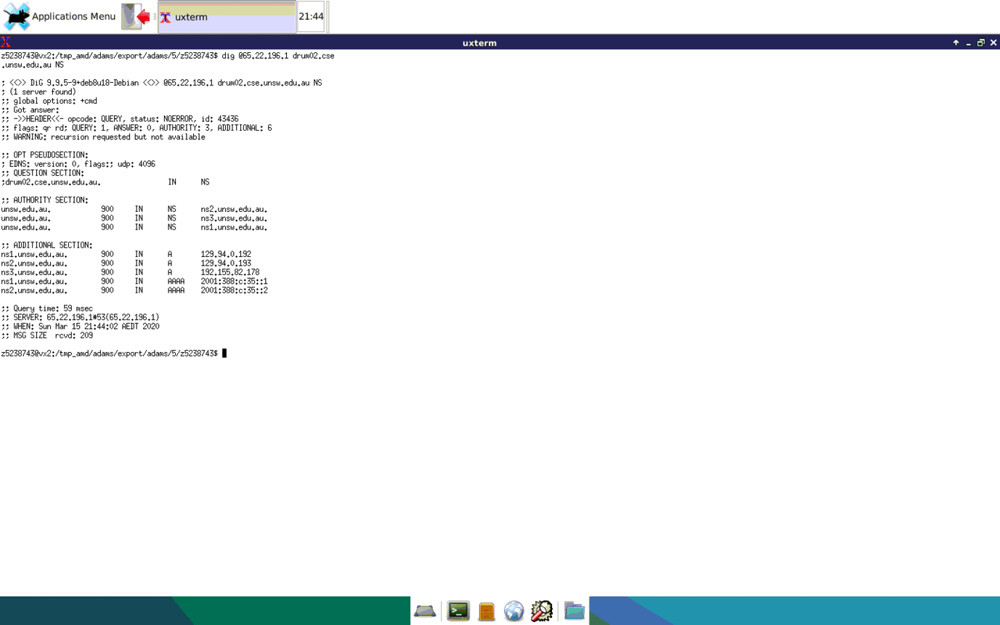 Applications Menu
uxterm
21:44
uxterm
z5238743@vx2:/tmp_amd/adams/export/adams/5/z5238743$ dig @65.22.196.1 drum02.cse
.unsw.edu.au NS
; <<>> DiG 9.9.5-9+deb8u18-Debian <<>> @65.22.196.1 drum02.cse.unsw.edu.au NS
; (1 server found)
;; global options: +cmd
;; Got answer:
;; ->>HEADER<<- opcode: QUERY, status: NOERROR, id: 43436
;; flags: qr rd; QUERY: 1, ANSWER: 0, AUTHORITY: 3, ADDITIONAL: 6
;; WARNING: recursion requested but not available
;; OPT PSEUDOSECTION:
; EDNS: version: 0, flags:; udp: 4096
;; QUESTION SECTION:
;drum02.cse.unsw.edu.au. IN NS
;; AUTHORITY SECTION:
unsw.edu.au. 900 IN NS ns2.unsw.edu.au.
unsw.edu.au. 900 IN NS ns3.unsw.edu.au.
unsw.edu.au. 900 IN NS ns1.unsw.edu.au.
;; ADDITIONAL SECTION:
ns1.unsw.edu.au. 900 IN A 129.94.0.192
ns2.unsw.edu.au. 900 IN A 129.94.0.193
ns3.unsw.edu.au. 900 IN A 192.155.82.178
ns1.unsw.edu.au. 900 IN AAAA 2001:388:c:35::1
ns2.unsw.edu.au. 900 IN AAAA 2001:388:c:35::2
;; Query time: 59 msec
;; SERVER: 65.22.196.1#53(65.22.196.1)
;; WHEN: Sun Mar 15 21:44:02 AEDT 2020
;; MSG SIZE rcvd: 209
z5238743@vx2:/tmp_amd/adams/export/adams/5/z5238743$